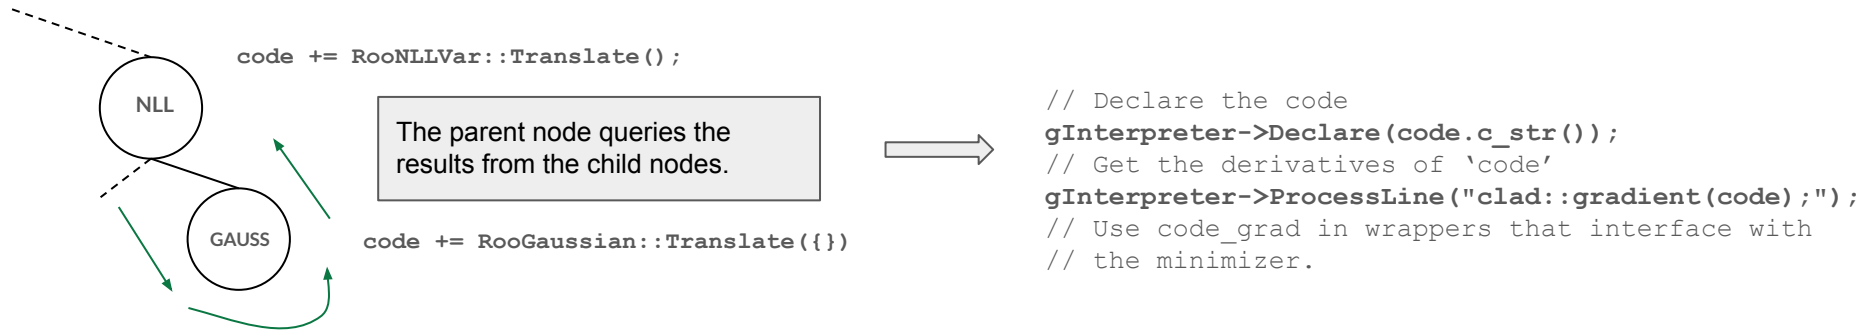 code += RooNLLVar::Translate();
NLL
The parent node queries the
results from the child nodes.
GAUSS
code += RooGaussian::Translate({})
// Declare the code
gInterpreter->Declare(code.c_str());
// Get the derivatives of ‘code’
gInterpreter->ProcessLine("clad::gradient(code);");
// Use code_grad in wrappers that interface with
// the minimizer.